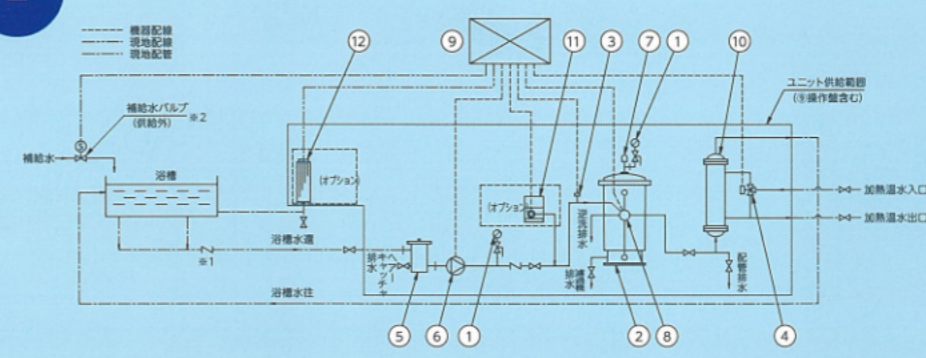 機器配線
現地配線
現地配管
⑫
⑨
⑪
③
⑦
①
⑩
ユニット供給範囲
(⑨操作盤含む)
補給水バルブ
(供給外)
※2
S
補給水
浴槽
(オプション)
(オプション)
加熱温水入口
加熱温水出口
逆洗排水
浴槽水還
※1
ヘアーキャッチャ
排水
濾過機
排水
配管排水
浴槽水往
⑤
⑥
①
②
⑧
④